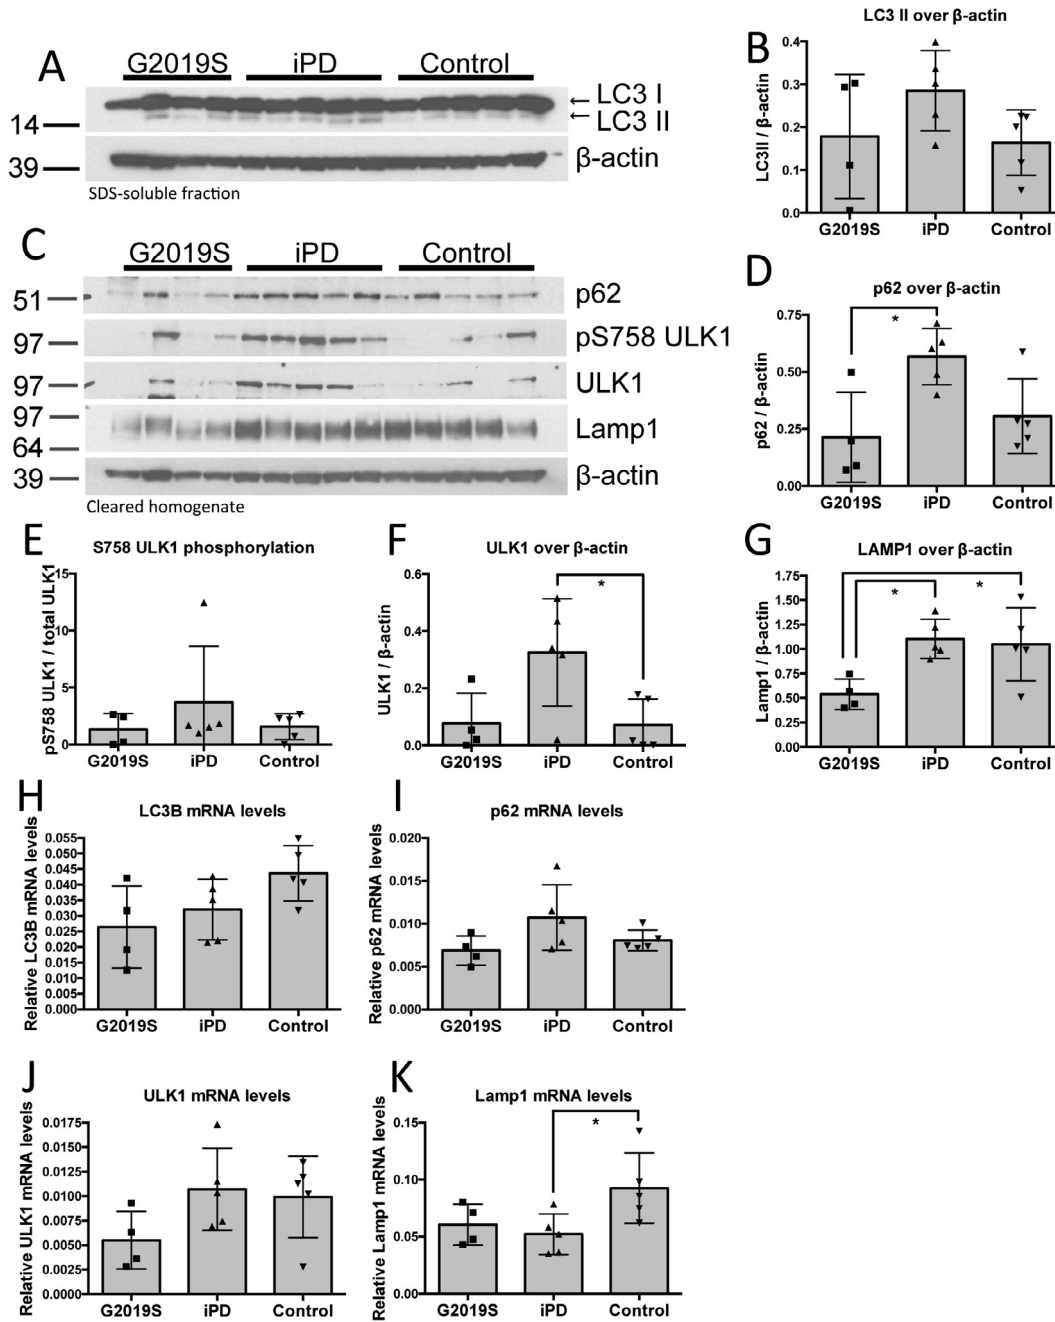 A
G2019S iPD Control
LC3 I
LC3 II
14
β-actin
39
SDS-soluble fraction
B
LC3 II over β-actin
LC3II / β-actin
0.4
0.3
0.2
0.1
0.0
G2019S iPD Control
C
G2019S iPD Control
51
p62
97
pS758 ULK1
97
ULK1
97
Lamp1
64
39
β-actin
Cleared homogenate
D
p62 over β-actin
p62 / β-actin
0.75
0.50
0.25
0.00
*
G2019S iPD Control
E
S758 ULK1 phosphorylation
pS758 ULK1 / total ULK1
15
10
5
0
G2019S iPD Control
F
ULK1 over β-actin
ULK1 / β-actin
0.6
0.4
0.2
0.0
*
G2019S iPD Control
G
LAMP1 over β-actin
Lamp1 / β-actin
1.75
1.50
1.25
1.00
0.75
0.50
0.25
0.00
* *
G2019S iPD Control
H
LC3B mRNA levels
Relative LC3B mRNA levels
0.055
0.050
0.045
0.040
0.035
0.030
0.025
0.020
0.015
0.010
0.005
0.000
G2019S iPD Control
I
p62 mRNA levels
Relative p62 mRNA levels
0.020
0.015
0.010
0.005
0.000
G2019S iPD Control
J
ULK1 mRNA levels
Relative ULK1 mRNA levels
0.0175
0.0150
0.0125
0.0100
0.0075
0.0050
0.0025
0.0000
G2019S iPD Control
K
Lamp1 mRNA levels
Relative Lamp1 mRNA levels
0.15
0.10
0.05
0.00
*
G2019S iPD Control